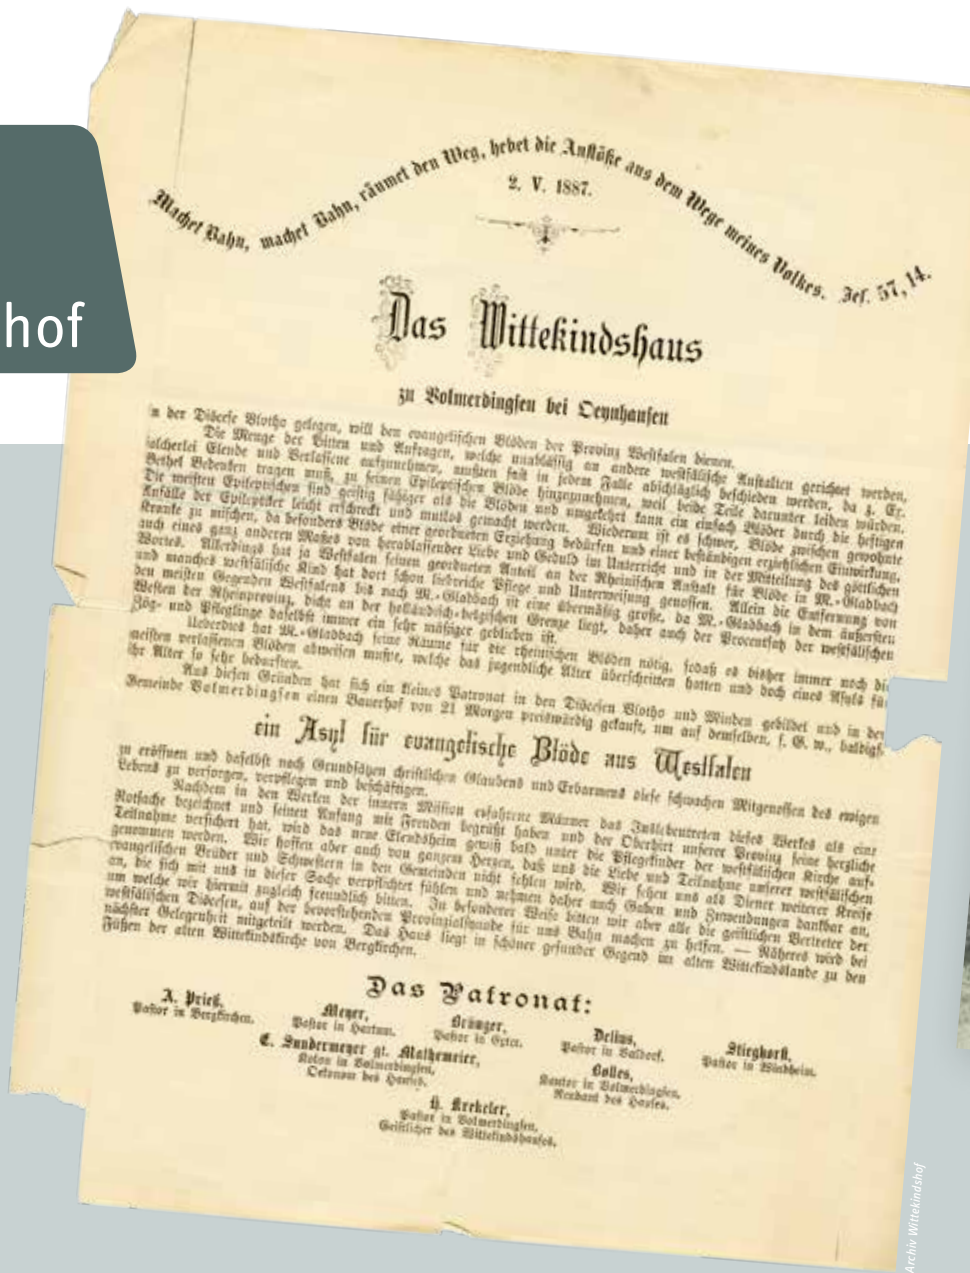 Machet Bahn, machet Bahn, räumet den Weg, hebet die Anstöße aus dem Wege meines Volkes. Jes. 57, 14.
2. V. 1887.
hof
Das Wittekindshaus
zu Volmerdingsen bei Oeynhausen
in der Diöcese Vlotho gelegen, will den evangelischen Blöden der Provinz Westfalen dienen.
Die Menge der Bitten und Anfragen, welche unablässig an andere westfälische Anstalten gerichtet werden,
solcherlei Elende und Verlassene aufzunehmen, mußten fast in jedem Falle abschläglich beschieden werden, da z. Ex.
Bethel Bedenken tragen muß, zu seinen Epileptischen Blöde hinzuzunehmen, weil beide Teile darunter leiden würden.
Die meisten Epileptischen sind geistig fähiger als die Blöden und umgekehrt kann ein einfach Blöder durch die heftigen
Anfälle der Epileptiker leicht erschreckt und mutlos gemacht werden. Wiederum ist es schwer, Blöde zwischen gewohnte
Kranke zu mischen, da besonders Blöde einer geordneten Erziehung bedürfen und einer beständigen erziehlichen Einwirkung,
auch eines ganz anderen Maßes von herablassender Liebe und Geduld im Unterricht und in der Mitteilung des göttlichen
Wortes. Allerdings hat ja Westfalen seinen geordneten Anteil an der Rheinischen Anstalt für Blöde in M.-Gladbach
und manches westfälische Kind hat dort schon liebreiche Pflege und Unterweisung genossen. Allein die Entfernung von
den meisten Gegenden Westfalens bis nach M.-Gladbach ist eine übermäßig große, da M.-Gladbach in dem äußersten
Westen der Rheinprovinz, dicht an der holländisch-belgischen Grenze liegt, daher auch der Procentsatz der westfälischen
Zög- und Pfleglinge daselbst immer ein sehr mäßiger geblieben ist.
Ueberdies hat M.-Gladbach seine Räume für die rheinischen Blöden nötig, sodaß es bisher immer noch die
meisten verlassenen Blöden abweisen mußte, welche das jugendliche Alter überschritten hatten und doch eines Asyls für
ihr Alter so sehr bedurften.
Aus diesen Gründen hat sich ein kleines Patronat in den Diöcesen Vlotho und Minden gebildet und in der
Gemeinde Volmerdingsen einen Bauerhof von 21 Morgen preiswürdig gekauft, um auf demselben, s. G. w., baldigst
ein Asyl für evangelische Blöde aus Westfalen
zu eröffnen und daselbst nach Grundsätzen christlichen Glaubens und Erbarmens diese schwachen Mitgenossen des ewigen
Lebens zu versorgen, verpflegen und beschäftigen.
Nachdem in den Werken der innern Mission erfahrene Männer das Inslebentreten dieses Werkes als eine
Notsache bezeichnet und seinen Anfang mit Freuden begrüßt haben und der Oberhirt unserer Provinz seine herzliche
Teilnahme versichert hat, wird das neue Elendsheim gewiß bald unter die Pflegekinder der westfälischen Kirche auf-
genommen werden. Wir hoffen aber auch von ganzem Herzen, daß uns die Liebe und Teilnahme unserer westfälischen
evangelischen Brüder und Schwestern in den Gemeinden nicht fehlen wird. Wir sehen uns als Diener weiterer Kreise
an, die sich mit uns in dieser Sache verpflichtet fühlen und nehmen daher auch Gaben und Zuwendungen dankbar an,
um welche wir hiermit zugleich freundlich bitten. In besonderer Weise bitten wir aber alle die geistlichen Vertreter der
westfälischen Diöcesen, auf der bevorstehenden Provinzialsynode für uns Bahn machen zu helfen. — Näheres wird bei
nächster Gelegenheit mitgeteilt werden. Das Haus liegt in schöner gesunder Gegend im alten Wittekindslande zu den
Füßen der alten Wittekindskirche von Bergkirchen.
Das Patronat:
A. Prieß,
Pastor in Bergkirchen.
Meyer,
Pastor in Hartum.
Brünger,
Pastor in Exter.
Delius,
Pastor in Valdorf.
Stieghorst,
Pastor in Windheim.
E. Sundermeyer gt. Mathemeier,
Kolon in Volmerdingsen,
Oekonom des Hauses.
Bolles,
Kantor in Volmerdingsen,
Rendant des Hauses.
H. Krekeler,
Pastor in Volmerdingsen,
Geistlicher des Wittekindshauses.
Archiv Wittekindshof